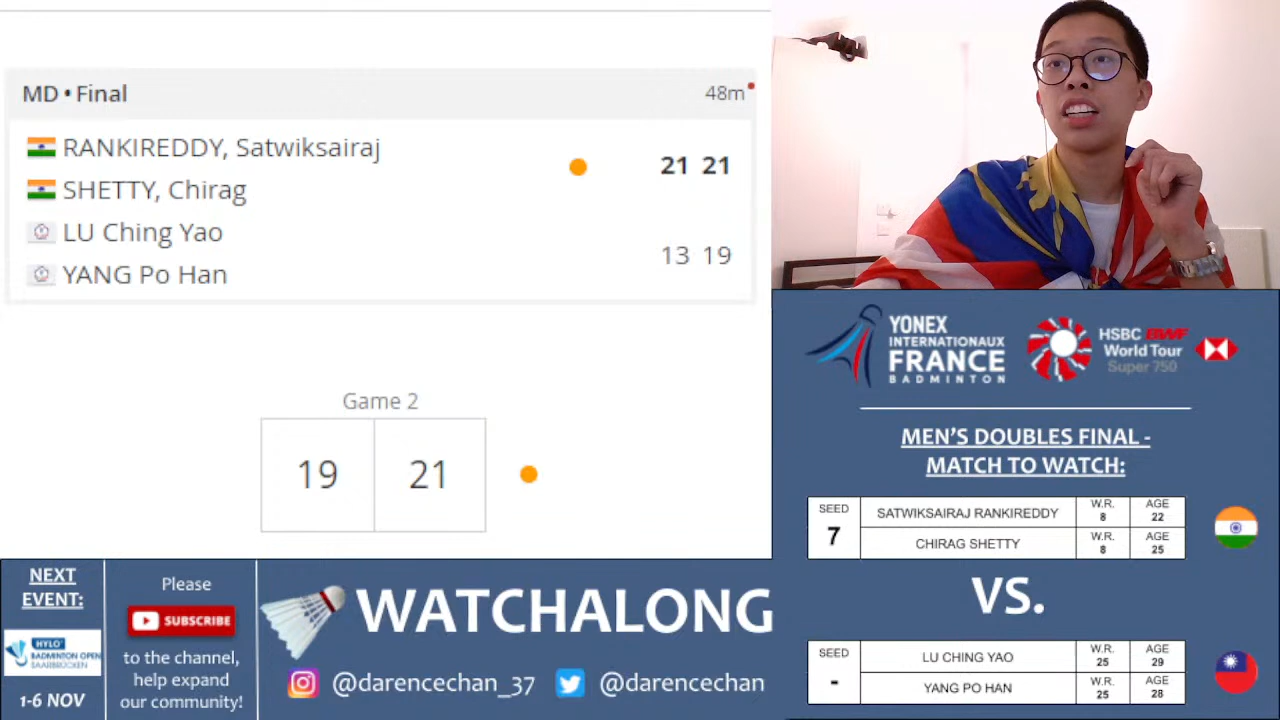 MD • Final
48m
RANKIREDDY, Satwiksairaj
SHETTY, Chirag
21 21
LU Ching Yao
YANG Po Han
13 19
Game 2
19 21
YONEX
INTERNATIONAUX
FRANCE
BADMINTON
HSBC BWF
World Tour
Super 750
MEN'S DOUBLES FINAL -
MATCH TO WATCH:
SEED
7
SATWIKSAIRAJ RANKIREDDY
W.R.
8
AGE
22
CHIRAG SHETTY
W.R.
8
AGE
25
VS.
SEED
-
LU CHING YAO
W.R.
25
AGE
29
YANG PO HAN
W.R.
25
AGE
28
NEXT
EVENT:
HYLO
BADMINTON OPEN
SAARBRÜCKEN
1-6 NOV
Please
SUBSCRIBE
to the channel,
help expand
our community!
WATCHALONG
@darencechan_37
@darencechan